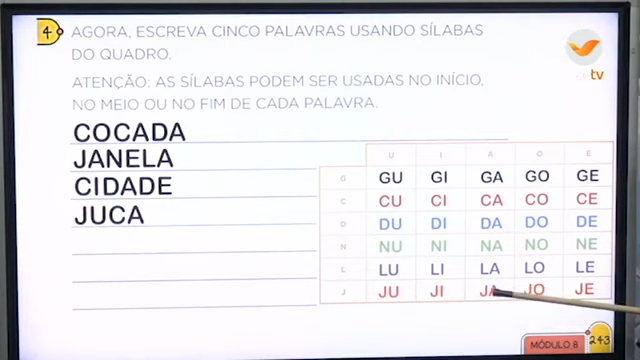 4 AGORA, ESCREVA CINCO PALAVRAS USANDO SÍLABAS
DO QUADRO.
tv
ATENÇÃO: AS SÍLABAS PODEM SER USADAS NO INÍCIO,
NO MEIO OU NO FIM DE CADA PALAVRA.
COCADA
JANELA
CIDADE
JUCA
U I A O E
G GU GI GA GO GE
C CU CI CA CO CE
D DU DI DA DO DE
N NU NI NA NO NE
L LU LI LA LO LE
J JU JI JA JO JE
MÓDULO 8 243